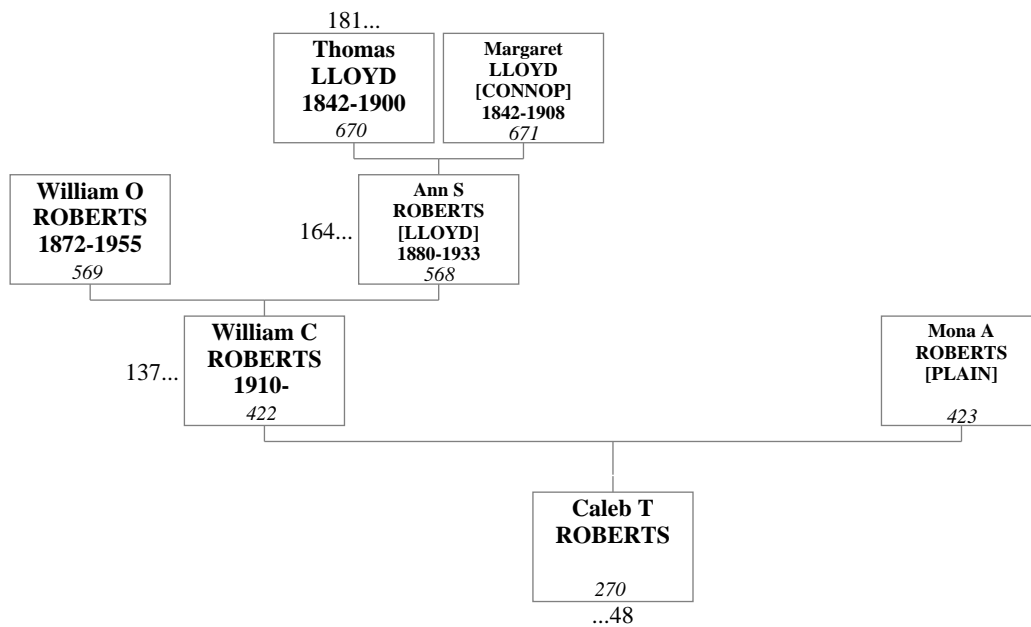 181...
Thomas
LLOYD
1842-1900
670
Margaret
LLOYD
[CONNOP]
1842-1908
671
William O
ROBERTS
1872-1955
569
164...
Ann S
ROBERTS
[LLOYD]
1880-1933
568
137...
William C
ROBERTS
1910-
422
Mona A
ROBERTS
[PLAIN]
423
Caleb T
ROBERTS
270
...48